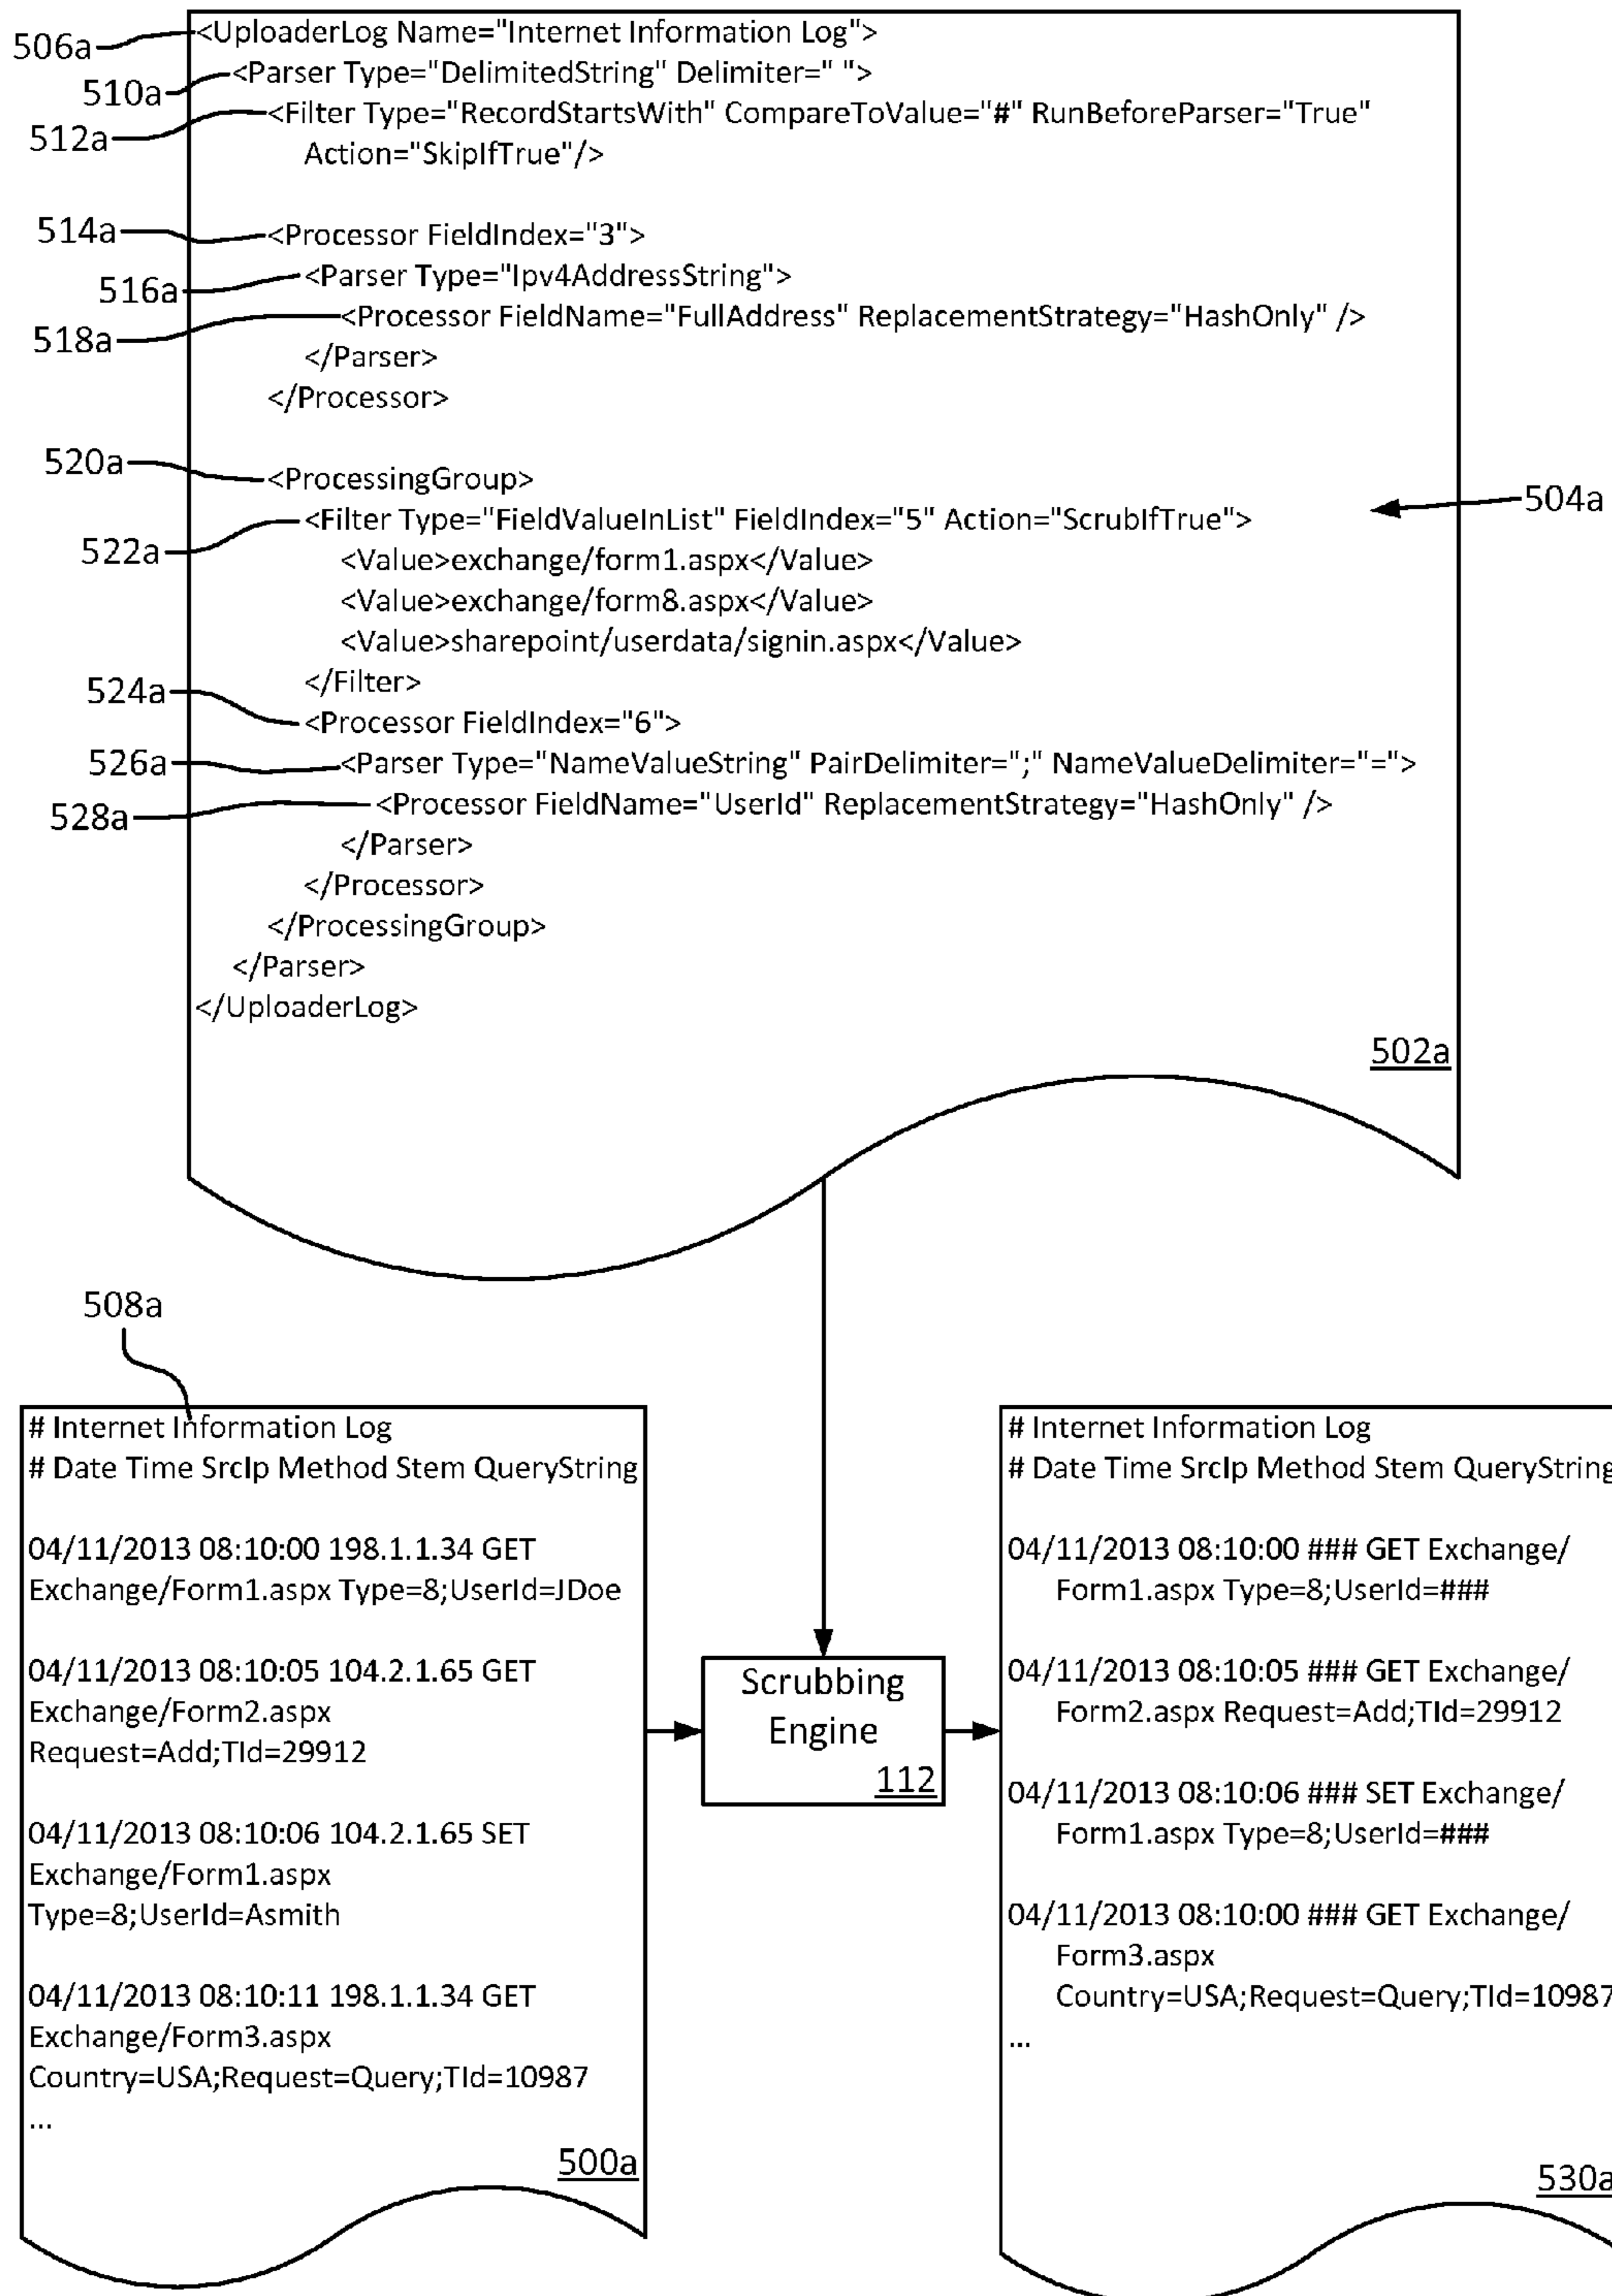 506a
<UploaderLog Name="Internet Information Log">
510a
<Parser Type="DelimitedString" Delimiter=" ">
512a
<Filter Type="RecordStartsWith" CompareToValue="#" RunBeforeParser="True"
Action="SkipIfTrue"/>
514a
<Processor FieldIndex="3">
516a
<Parser Type="Ipv4AddressString">
518a
<Processor FieldName="FullAddress" ReplacementStrategy="HashOnly" />
</Parser>
</Processor>
520a
<ProcessingGroup>
504a
522a
<Filter Type="FieldValueInList" FieldIndex="5" Action="ScrubIfTrue">
<Value>exchange/form1.aspx</Value>
<Value>exchange/form8.aspx</Value>
<Value>sharepoint/userdata/signin.aspx</Value>
</Filter>
524a
<Processor FieldIndex="6">
526a
<Parser Type="NameValueString" PairDelimiter=";" NameValueDelimiter="=">
528a
<Processor FieldName="UserId" ReplacementStrategy="HashOnly" />
</Parser>
</Processor>
</ProcessingGroup>
</Parser>
</UploaderLog>
502a
508a
# Internet Information Log
# Date Time SrcIp Method Stem QueryString
04/11/2013 08:10:00 198.1.1.34 GET
Exchange/Form1.aspx Type=8;UserId=JDoe
04/11/2013 08:10:05 104.2.1.65 GET
Exchange/Form2.aspx
Request=Add;TId=29912
04/11/2013 08:10:06 104.2.1.65 SET
Exchange/Form1.aspx
Type=8;UserId=Asmith
04/11/2013 08:10:11 198.1.1.34 GET
Exchange/Form3.aspx
Country=USA;Request=Query;TId=10987
...
500a
Scrubbing
Engine
112
# Internet Information Log
# Date Time SrcIp Method Stem QueryString
04/11/2013 08:10:00 ### GET Exchange/
Form1.aspx Type=8;UserId=###
04/11/2013 08:10:05 ### GET Exchange/
Form2.aspx Request=Add;TId=29912
04/11/2013 08:10:06 ### SET Exchange/
Form1.aspx Type=8;UserId=###
04/11/2013 08:10:00 ### GET Exchange/
Form3.aspx
Country=USA;Request=Query;TId=10987
...
530a